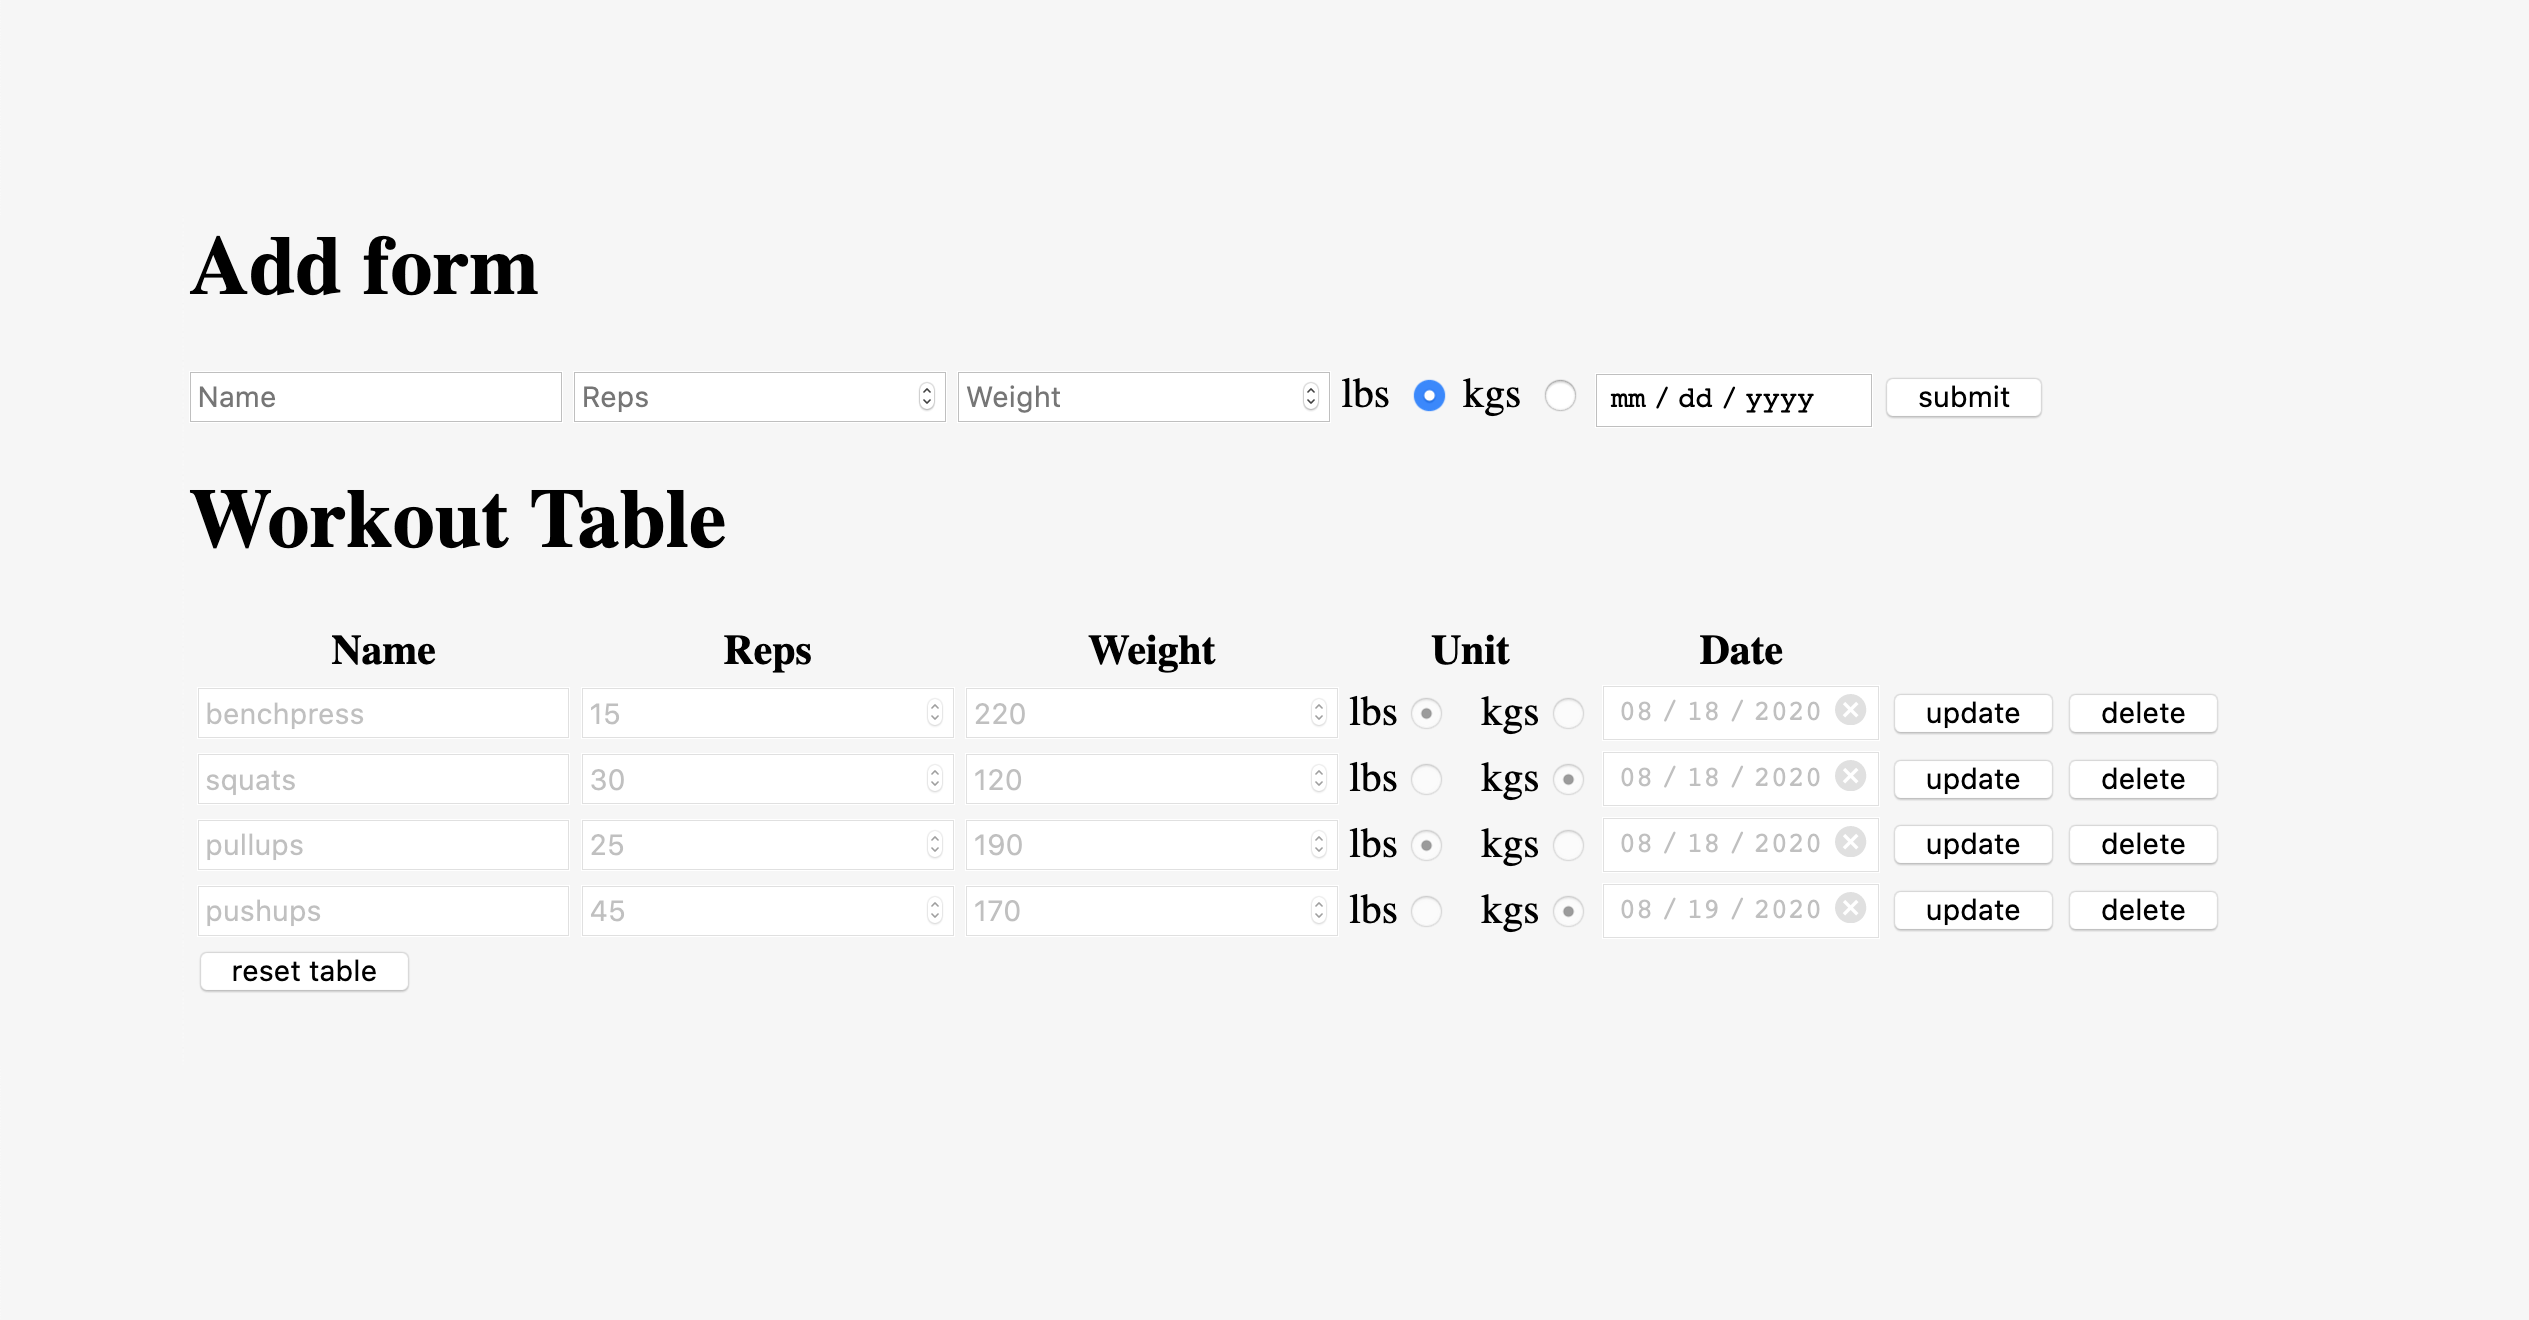 Add form
Name Reps Weight lbs kgs mm / dd / yyyy submit
Workout Table
Name Reps Weight Unit Date
benchpress 15 220 lbs kgs 08 / 18 / 2020 update delete
squats 30 120 lbs kgs 08 / 18 / 2020 update delete
pullups 25 190 lbs kgs 08 / 18 / 2020 update delete
pushups 45 170 lbs kgs 08 / 19 / 2020 update delete
reset table